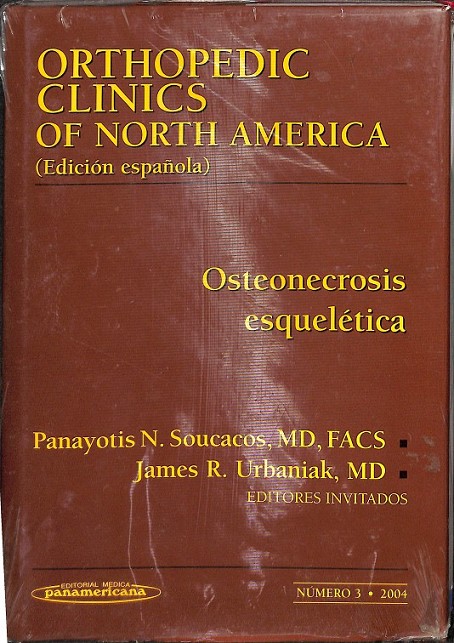 ORTHOPEDIC
CLINICS
OF NORTH AMERICA
(Edición española)
Osteonecrosis
esquelética
Panayotis N. Soucacos, MD, FACS
James R. Urbaniak, MD
EDITORES INVITADOS
EDITORIAL MEDICA
panamericana
NÚMERO 3 • 2004